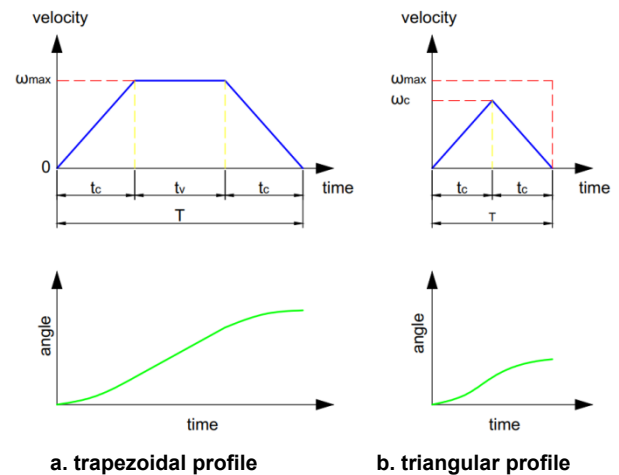 velocity
ωmax
0
tc
tv
tc
time
T
angle
time
a. trapezoidal profile
velocity
ωmax
ωc
tc
tc
time
T
angle
time
b. triangular profile